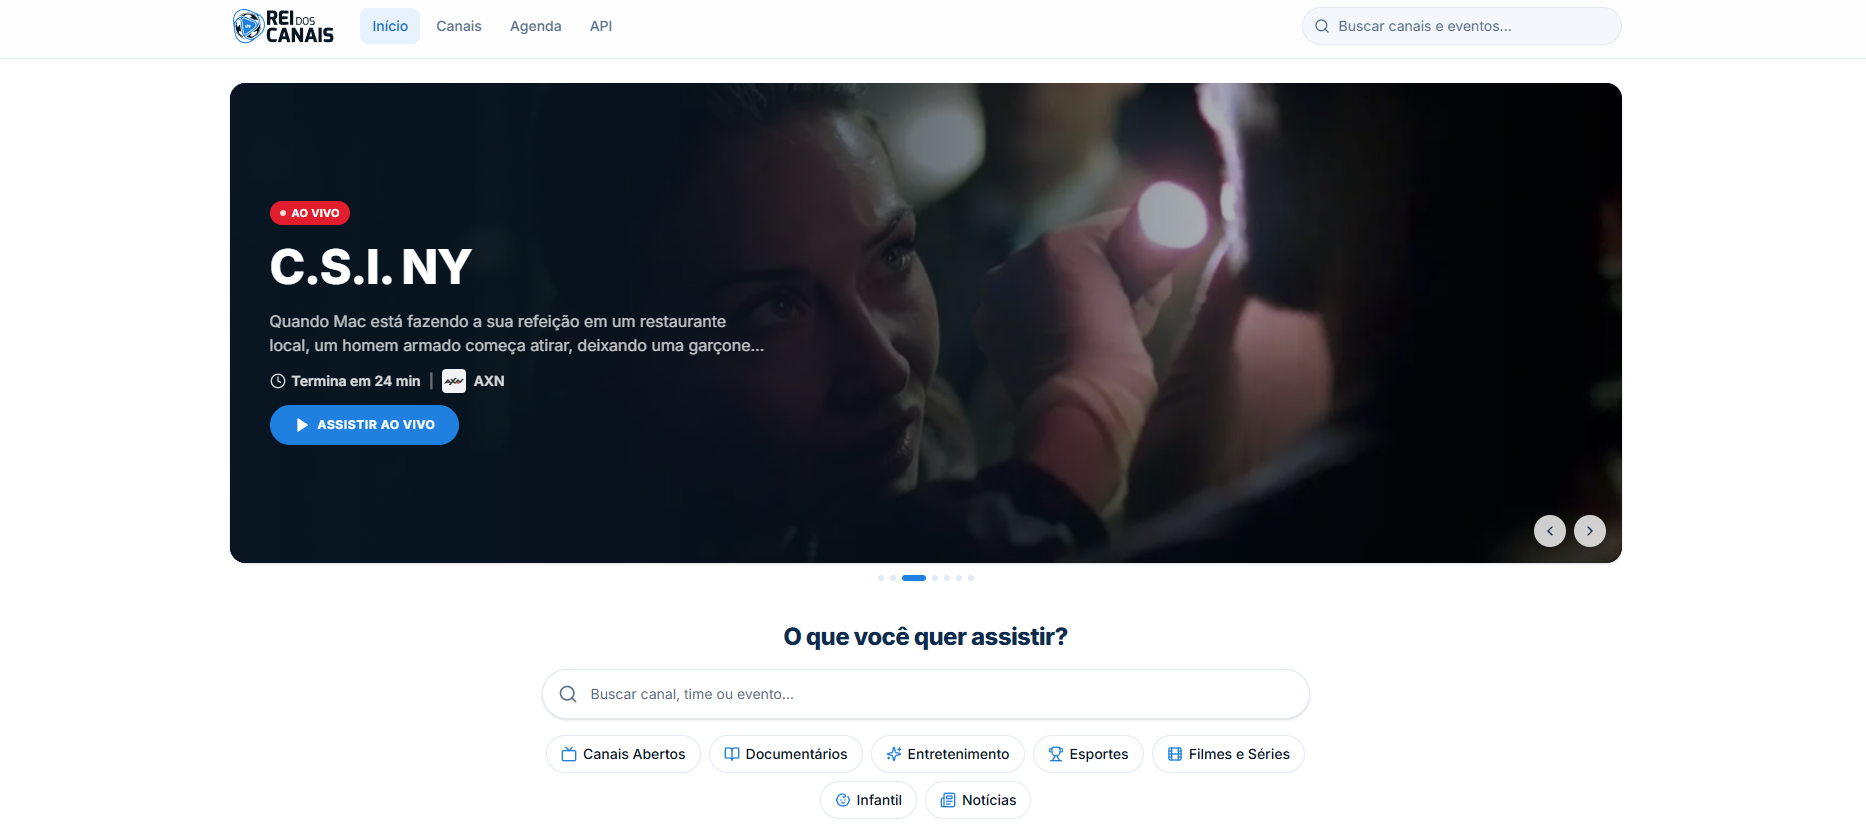 REI DOS
CANAIS
Início
Canais
Agenda
API
Buscar canais e eventos...
AO VIVO
C.S.I. NY
Quando Mac está fazendo a sua refeição em um restaurante
local, um homem armado começa atirar, deixando uma garçone...
Termina em 24 min | AXN AXN
ASSISTIR AO VIVO
O que você quer assistir?
Buscar canal, time ou evento...
Canais Abertos
Documentários
Entretenimento
Esportes
Filmes e Séries
Infantil
Notícias